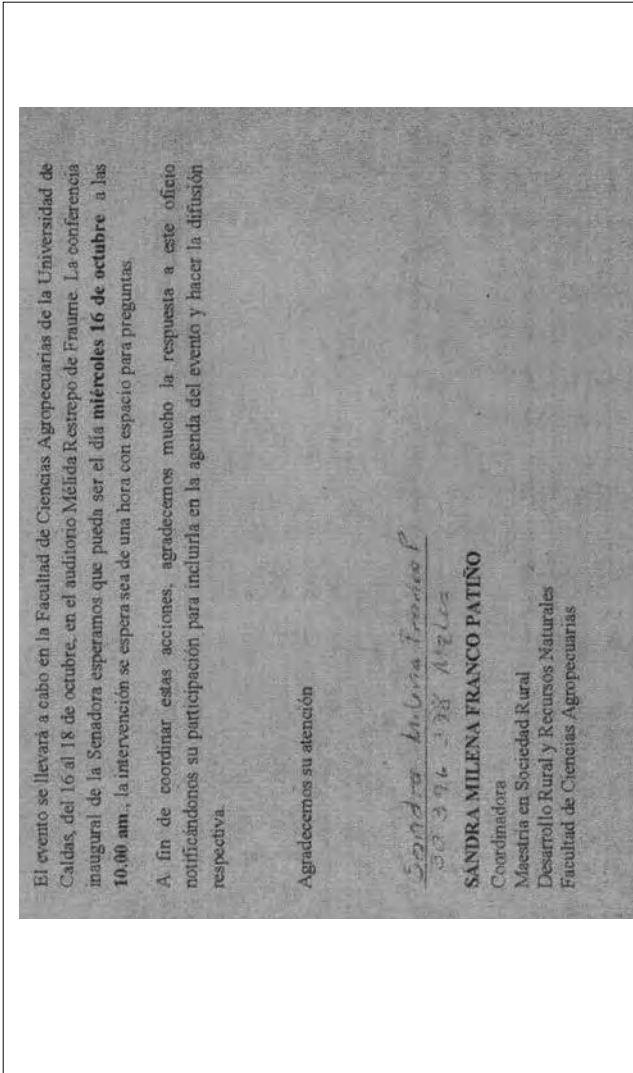 El evento se llevará a cabo en la Facultad de Ciencias Agropecuarias de la Universidad de
Caldas, del 16 al 18 de octubre, en el auditorio Mélida Restrepo de Fraume. La conferencia
inaugural de la Senadora esperamos que pueda ser el día miércoles 16 de octubre a las
10.00 am., la intervención se espera sea de una hora con espacio para preguntas.
A fin de coordinar estas acciones, agradecemos mucho la respuesta a este oficio
notificándonos su participación para incluirla en la agenda del evento y hacer la difusión
respectiva.
Agradecemos su atención
Sandra Milena Franco P
30 396 398 Mzles
SANDRA MILENA FRANCO PATIÑO
Coordinadora
Maestría en Sociedad Rural
Desarrollo Rural y Recursos Naturales
Facultad de Ciencias Agropecuarias